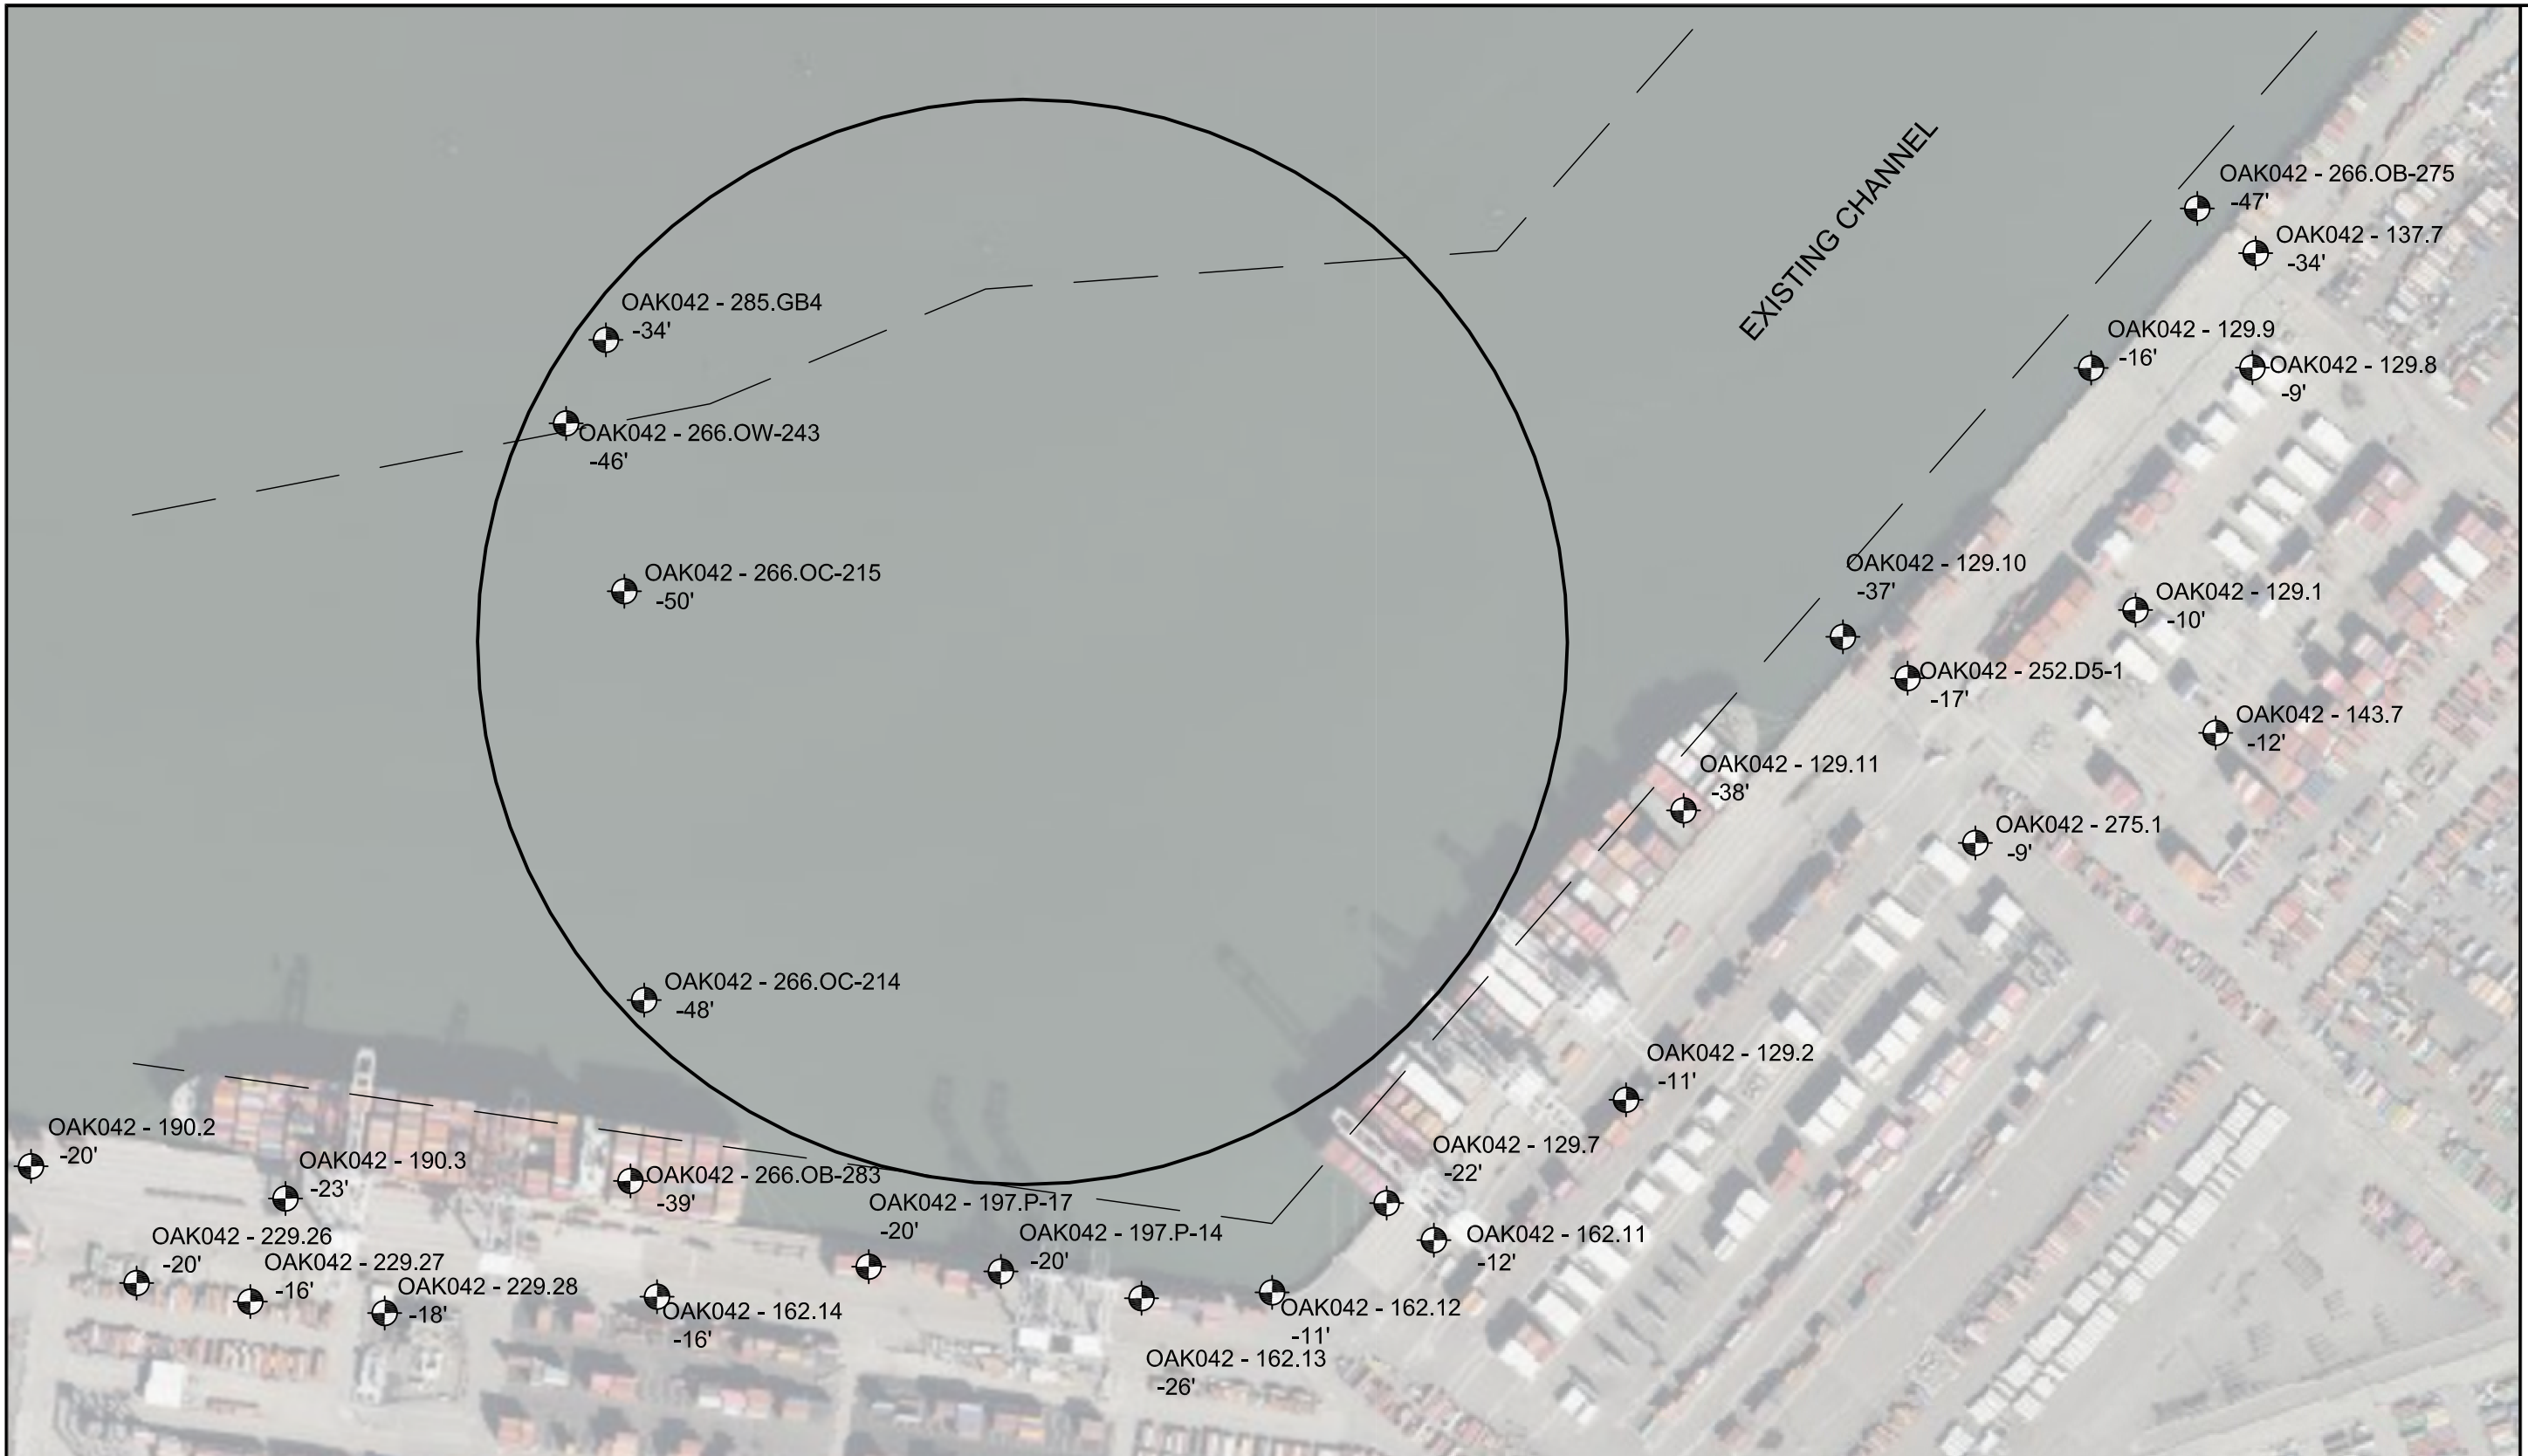 OAK042 - 266.OB-275
-47'
OAK042 - 137.7
-34'
EXISTING CHANNEL
OAK042 - 285.GB4
-34'
OAK042 - 129.9
-16'
OAK042 - 129.8
-9'
OAK042 - 266.OW-243
-46'
OAK042 - 266.OC-215
-50'
OAK042 - 129.10
-37'
OAK042 - 129.1
-10'
OAK042 - 252.D5-1
-17'
OAK042 - 143.7
-12'
OAK042 - 129.11
-38'
OAK042 - 275.1
-9'
OAK042 - 266.OC-214
-48'
OAK042 - 129.2
-11'
OAK042 - 190.2
-20'
OAK042 - 190.3
-23'
OAK042 - 266.OB-283
-39'
OAK042 - 129.7
-22'
OAK042 - 197.P-17
-20'
OAK042 - 197.P-14
-20'
OAK042 - 162.11
-12'
OAK042 - 229.26
-20'
OAK042 - 229.27
-16'
OAK042 - 229.28
-18'
OAK042 - 162.14
-16'
OAK042 - 162.12
-11'
OAK042 - 162.13
-26'